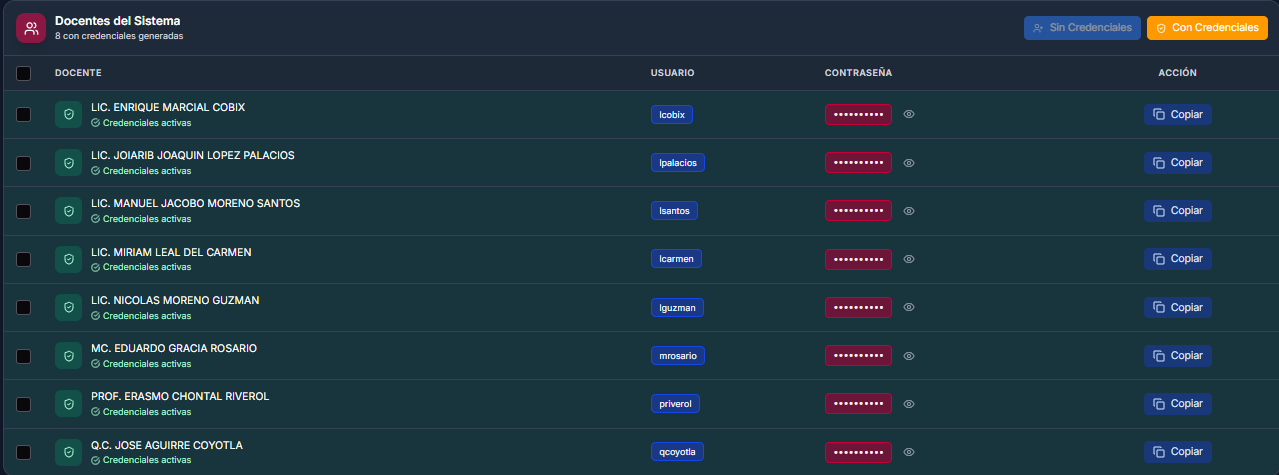 Docentes del Sistema
8 con credenciales generadas
Sin Credenciales
Con Credenciales
DOCENTE USUARIO CONTRASEÑA ACCIÓN
LIC. ENRIQUE MARCIAL COBIX
Credenciales activas
lcobix •••••••••• Copiar
LIC. JOIARIB JOAQUIN LOPEZ PALACIOS
Credenciales activas
lpalacios •••••••••• Copiar
LIC. MANUEL JACOBO MORENO SANTOS
Credenciales activas
lsantos •••••••••• Copiar
LIC. MIRIAM LEAL DEL CARMEN
Credenciales activas
lcarmen •••••••••• Copiar
LIC. NICOLAS MORENO GUZMAN
Credenciales activas
lguzman •••••••••• Copiar
MC. EDUARDO GRACIA ROSARIO
Credenciales activas
mrosario •••••••••• Copiar
PROF. ERASMO CHONTAL RIVEROL
Credenciales activas
priverol •••••••••• Copiar
Q.C. JOSE AGUIRRE COYOTLA
Credenciales activas
qcoyotla •••••••••• Copiar